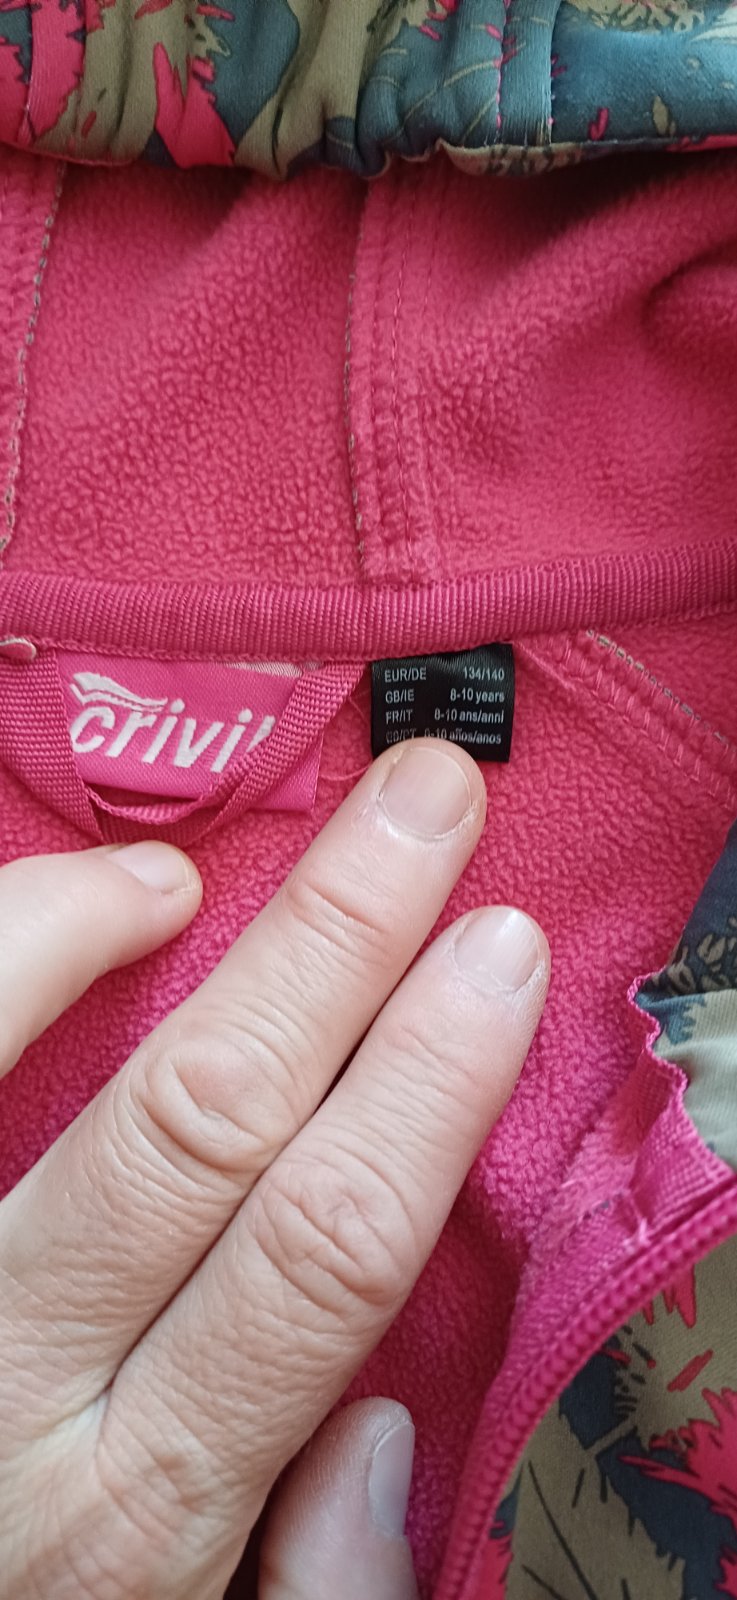 crivit
EUR/DE 134/140
GB/IE 8-10 years
FR/IT 8-10 ans/anni
8-10 años/anos